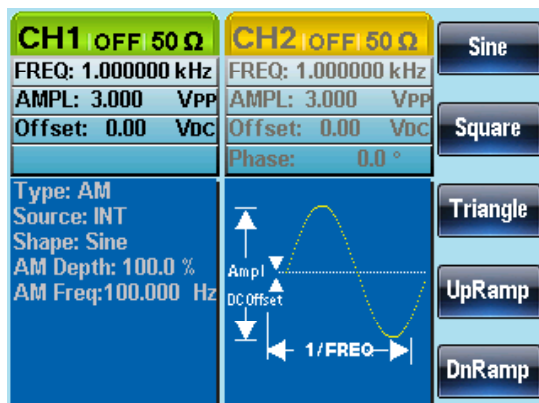 CH1 OFF 50 Ω
FREQ: 1.000000 kHz
AMPL: 3.000 VPP
Offset: 0.00 VDC
CH2 OFF 50 Ω
FREQ: 1.000000 kHz
AMPL: 3.000 VPP
Offset: 0.00 VDC
Phase: 0.0 °
Type: AM
Source: INT
Shape: Sine
AM Depth: 100.0 %
AM Freq:100.000 Hz
Ampl
DC Offset
1/FREQ
Sine
Square
Triangle
UpRamp
DnRamp